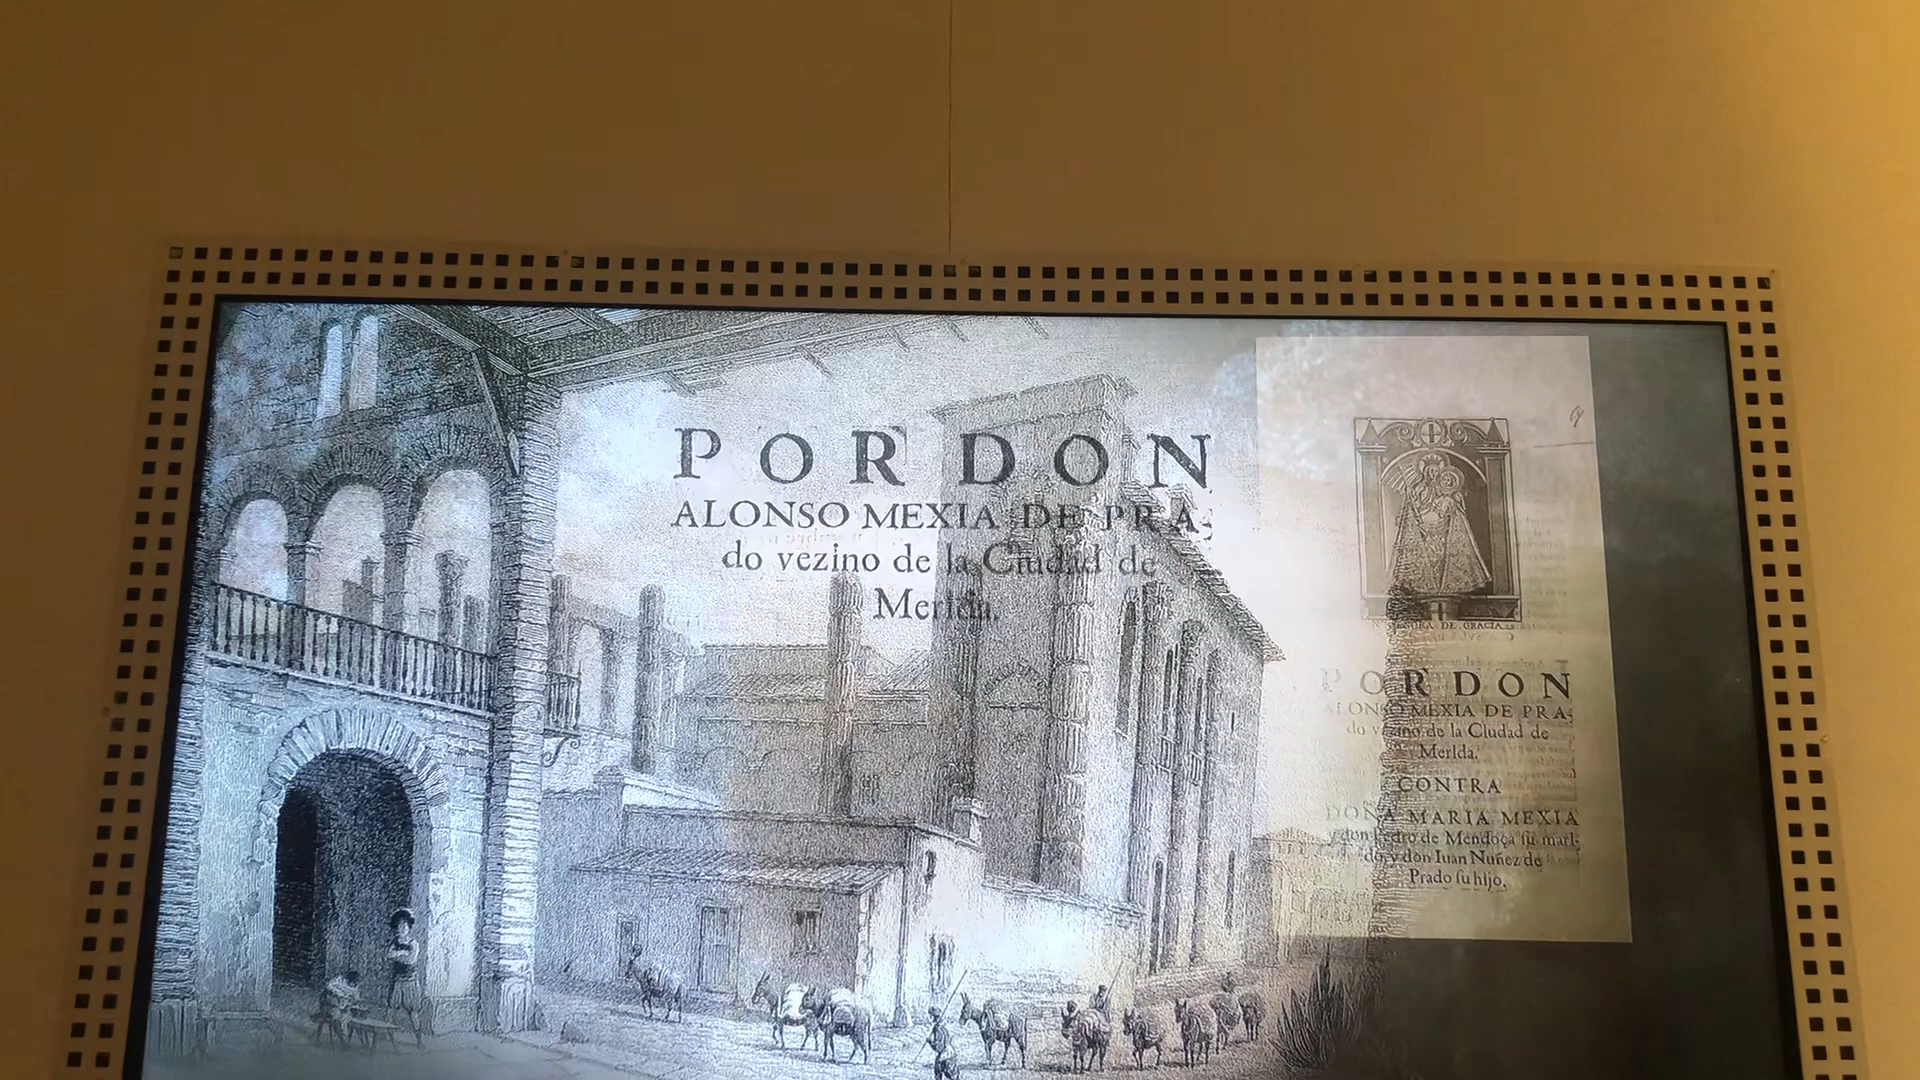 POR DON
ALONSO MEXIA DE PRA-
do vezino de la Ciudad de
Merida.
DE GRACIA
POR DON
ALONSO MEXIA DE PRA-
do vezino de la Ciudad de
Merida.
CONTRA
DOÑA MARIA MEXIA
y don Pedro de Mendoça su mari-
do, y don Iuan Nuñez de
Prado su hijo.